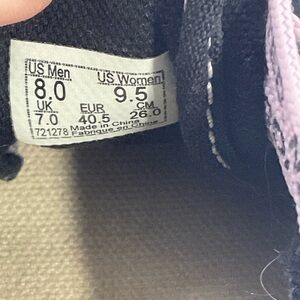 US Men US Women
8.0 9.5
UK EUR CM
7.0 40.5 26.0
721278 Made in China
Fabriqué en Chine